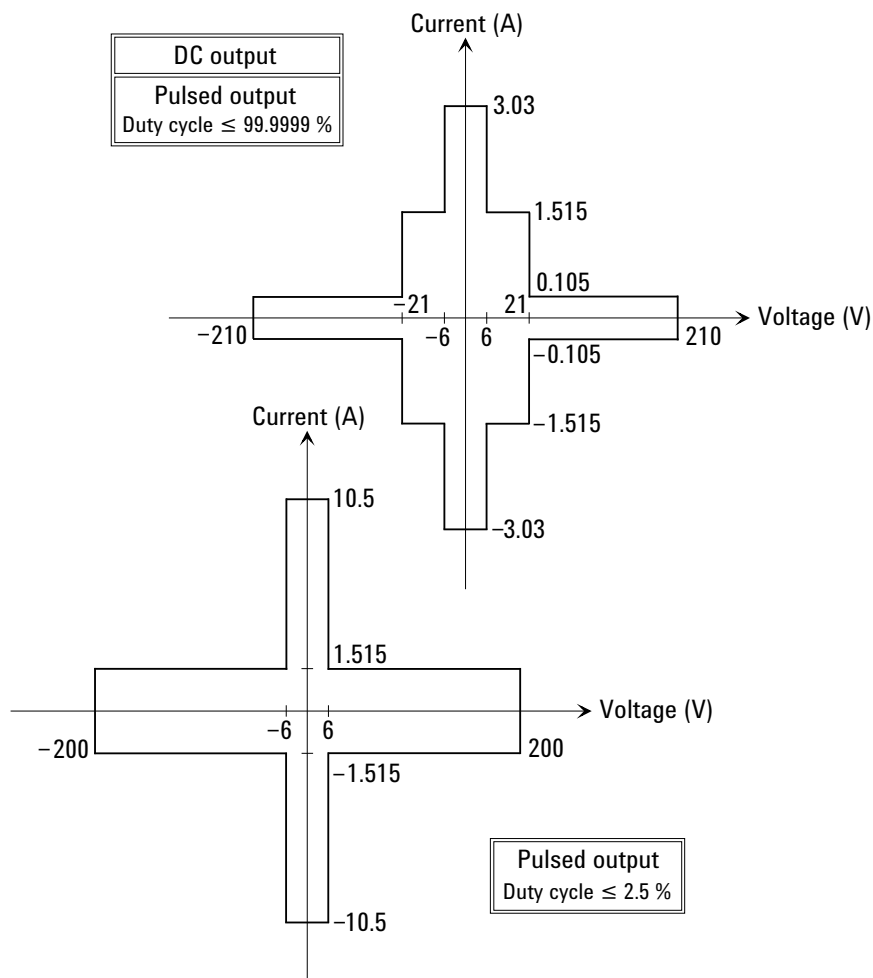 Current (A)
DC output
Pulsed output
Duty cycle ≤ 99.9999 %
3.03
1.515
0.105
−21
21
Voltage (V)
−210
−6
6
210
−0.105
−1.515
−3.03
Current (A)
10.5
1.515
Voltage (V)
−6
6
−200
200
−1.515
Pulsed output
Duty cycle ≤ 2.5 %
−10.5